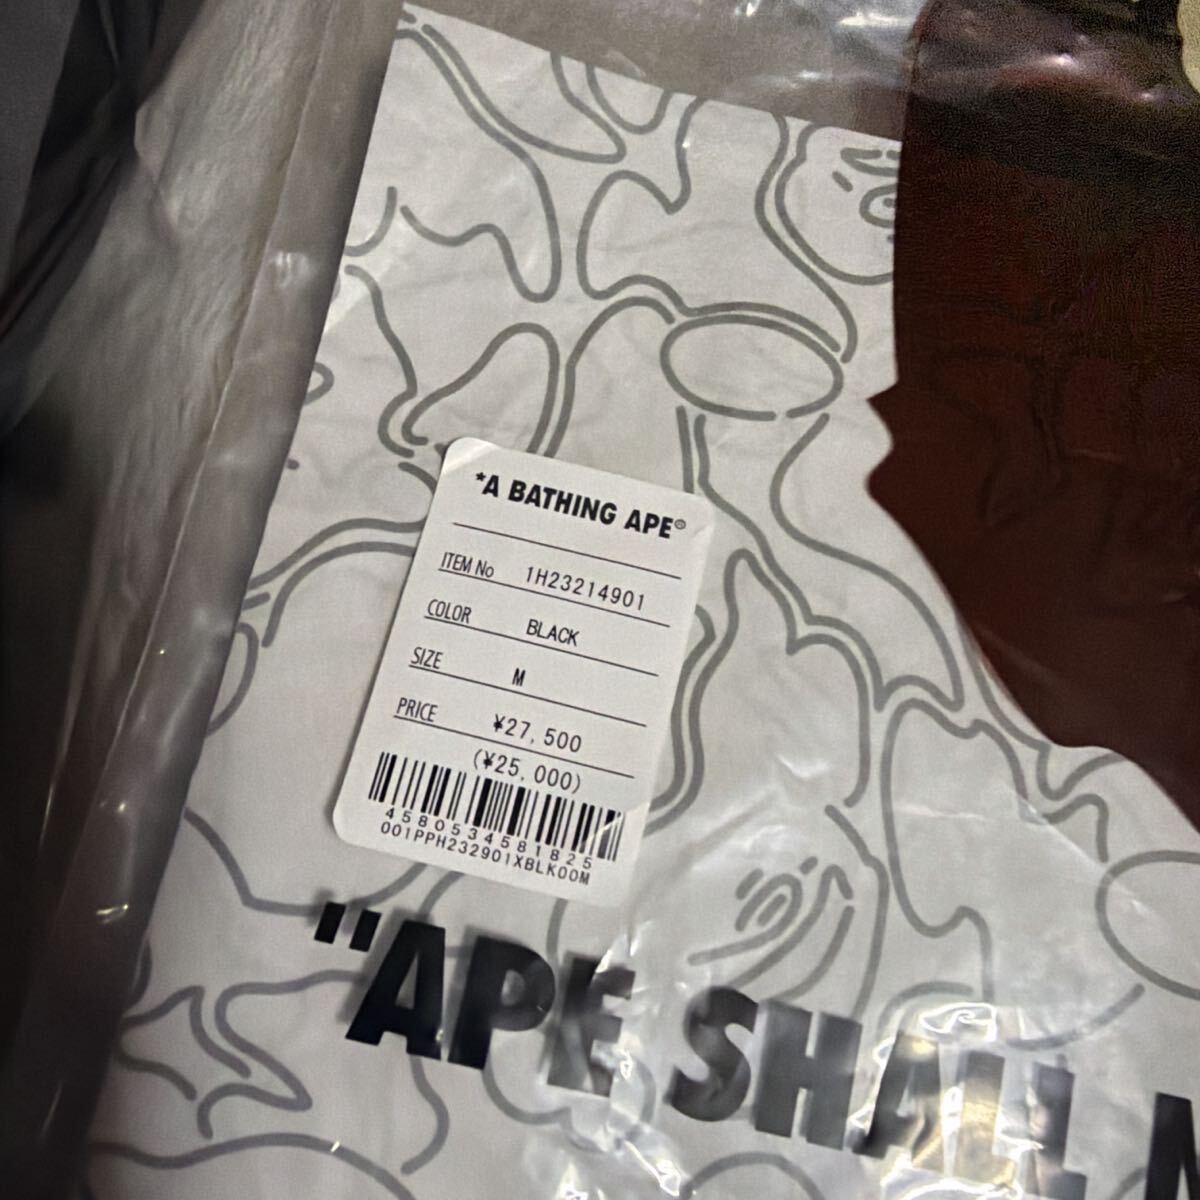 *A BATHING APE®
ITEM No 1H23214901
COLOR BLACK
SIZE M
PRICE ¥27,500
(¥25,000)
4580534581825
001PPH232901XBLK00M
"APE SHALL